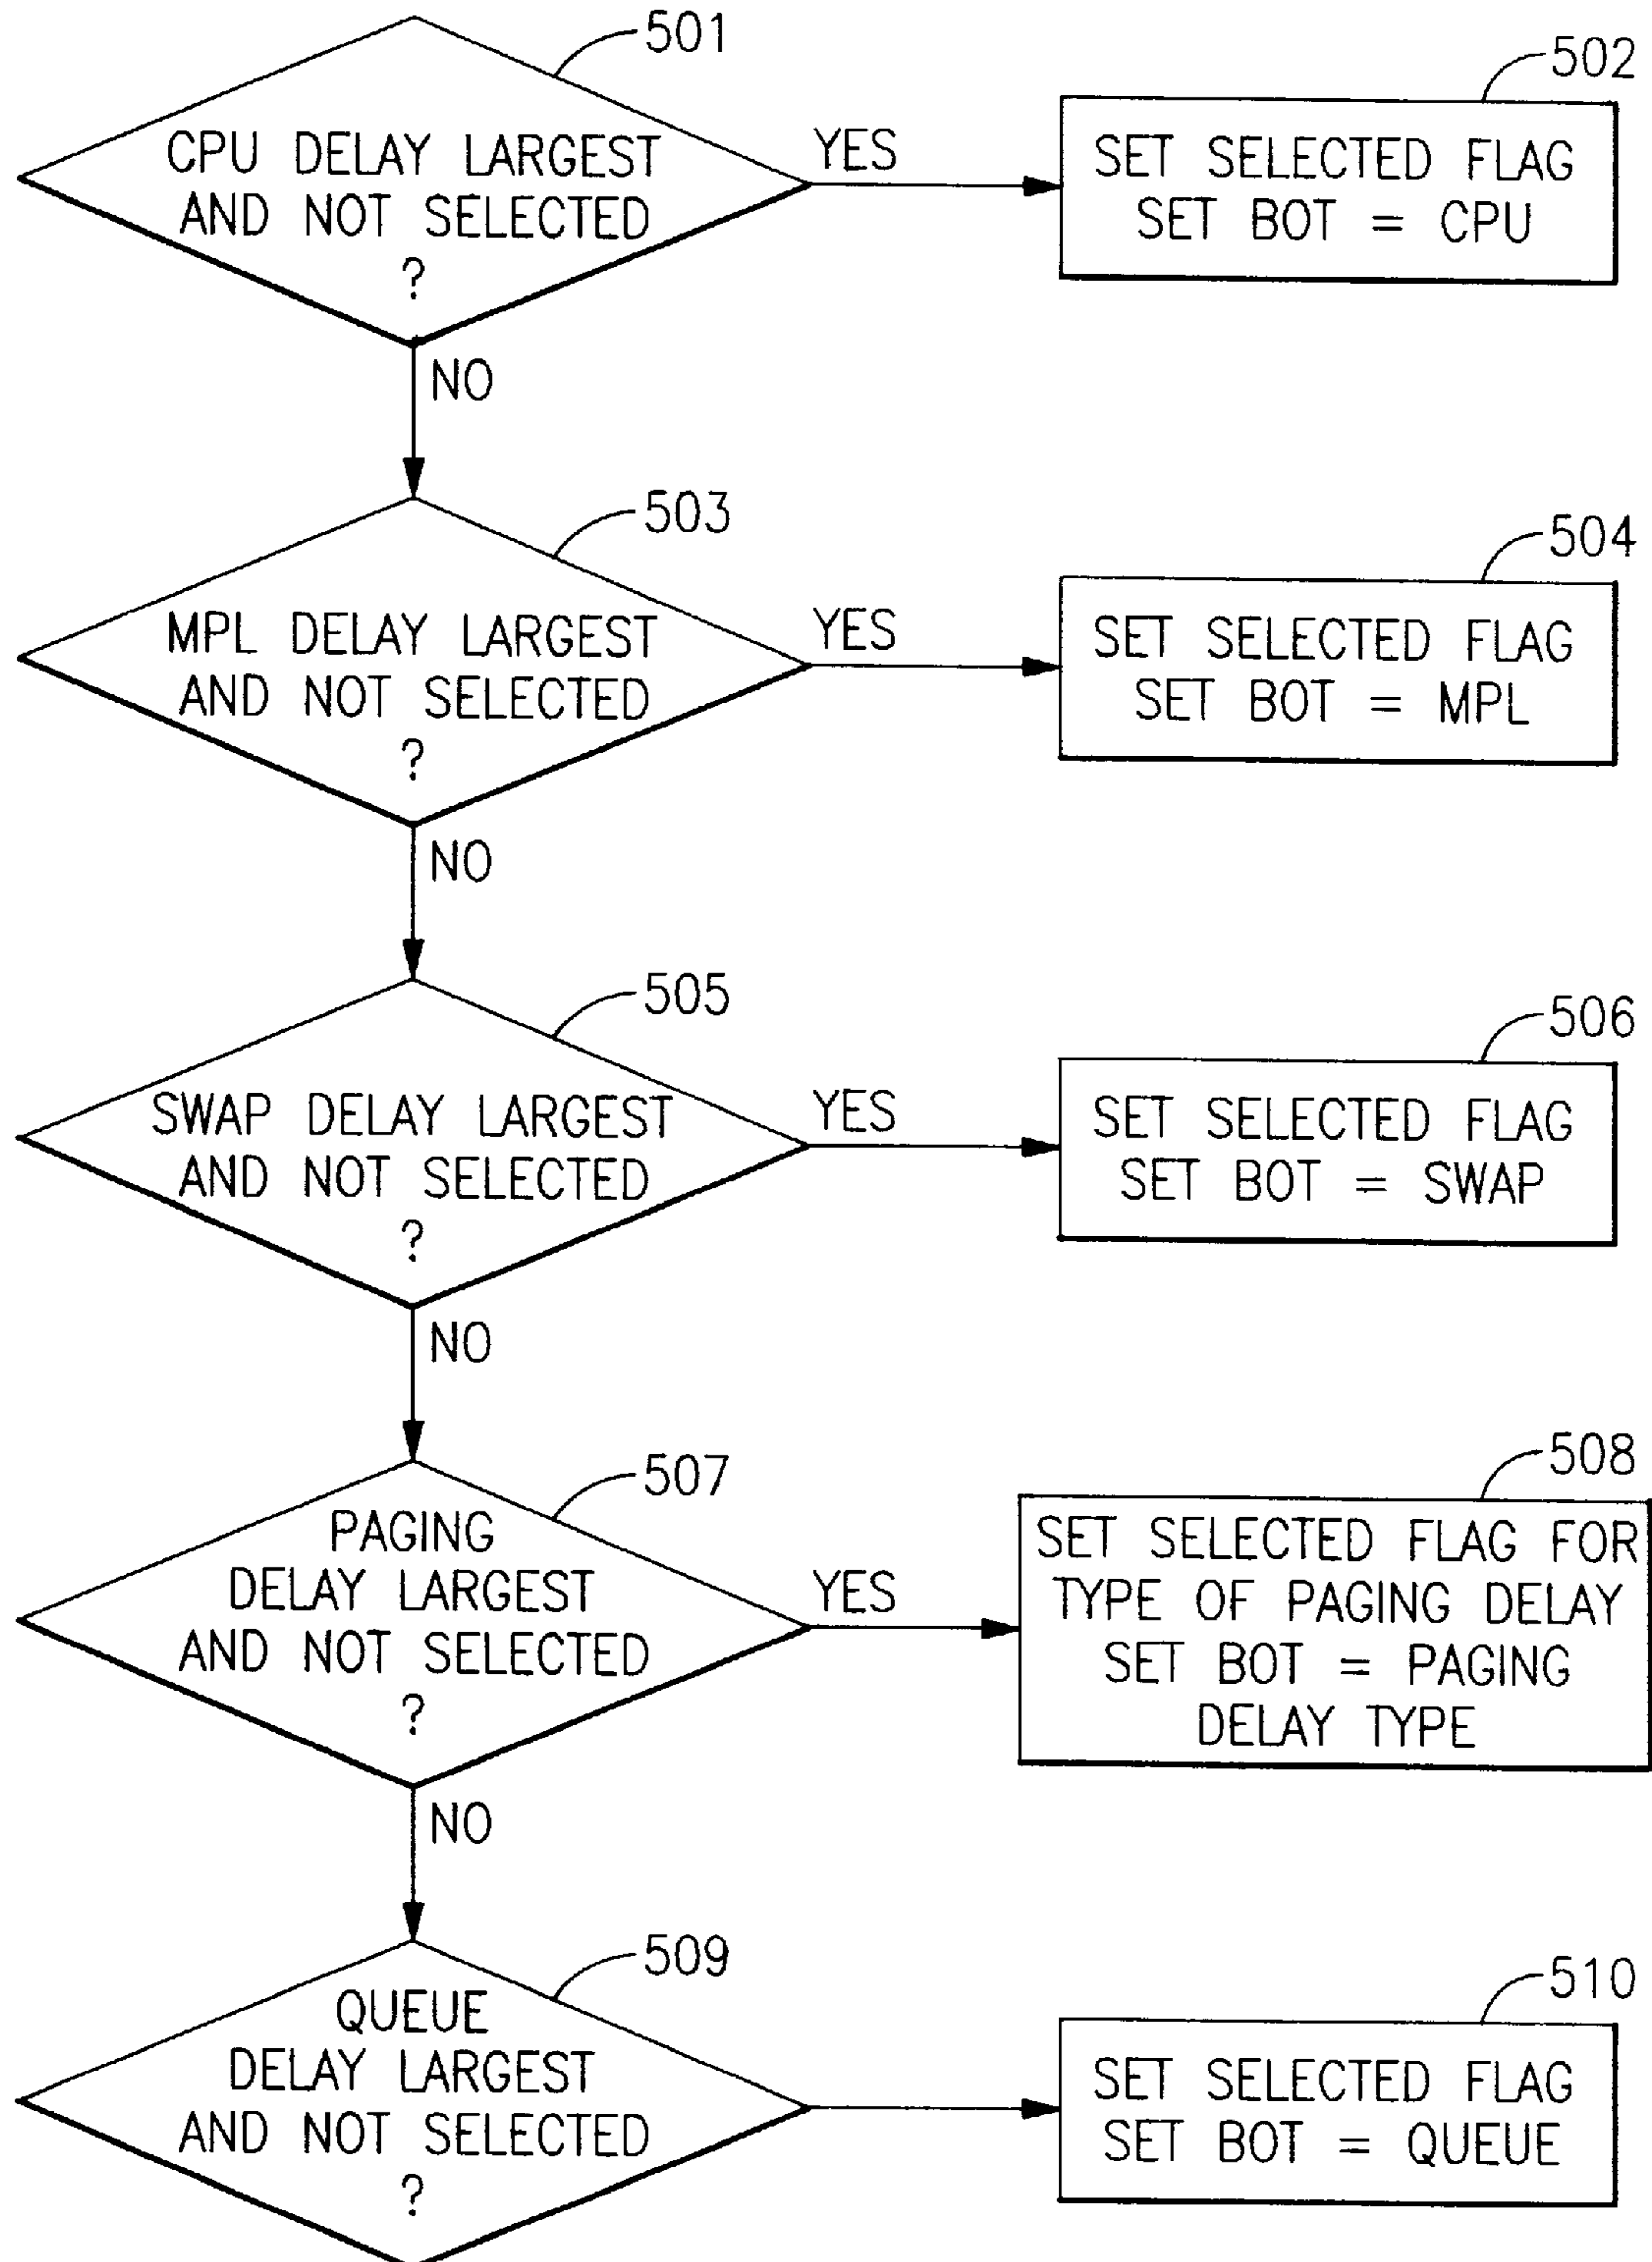 501
CPU DELAY LARGEST
AND NOT SELECTED
?
YES
502
SET SELECTED FLAG
SET BOT = CPU
NO
503
MPL DELAY LARGEST
AND NOT SELECTED
?
YES
504
SET SELECTED FLAG
SET BOT = MPL
NO
505
SWAP DELAY LARGEST
AND NOT SELECTED
?
YES
506
SET SELECTED FLAG
SET BOT = SWAP
NO
507
PAGING
DELAY LARGEST
AND NOT SELECTED
?
YES
508
SET SELECTED FLAG FOR
TYPE OF PAGING DELAY
SET BOT = PAGING
DELAY TYPE
NO
509
QUEUE
DELAY LARGEST
AND NOT SELECTED
?
510
SET SELECTED FLAG
SET BOT = QUEUE